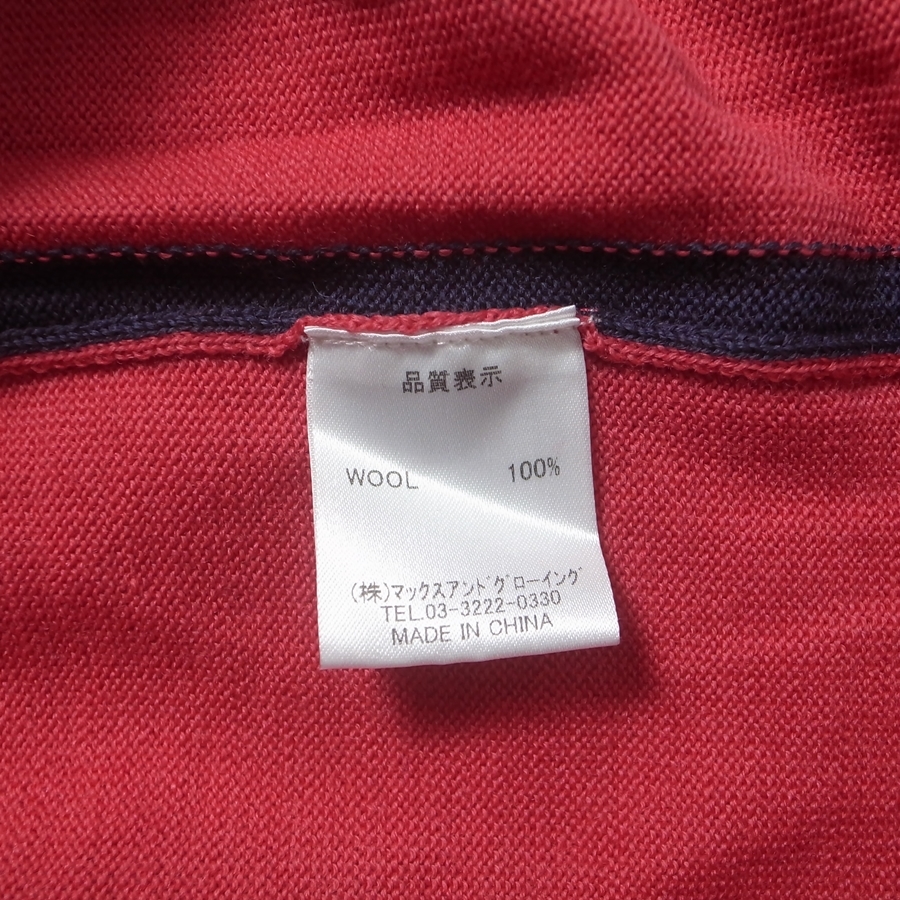 品質表示
WOOL 100%
(株)マックスアンドグローイング
TEL.03-3222-0330
MADE IN CHINA